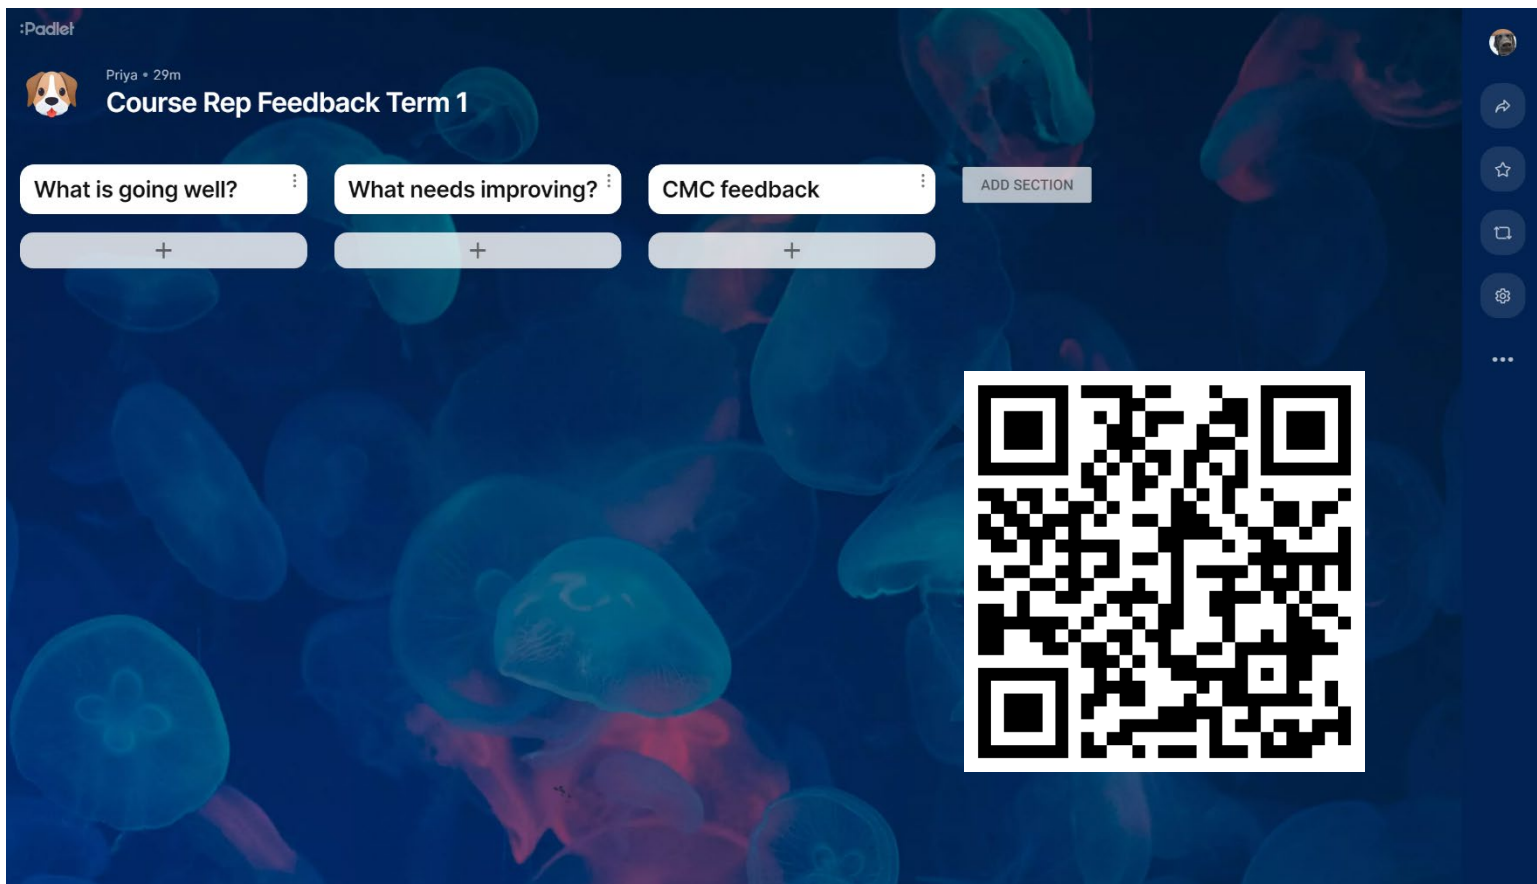 :Padlet
Priya • 29m
Course Rep Feedback Term 1
What is going well?
What needs improving?
CMC feedback
ADD SECTION